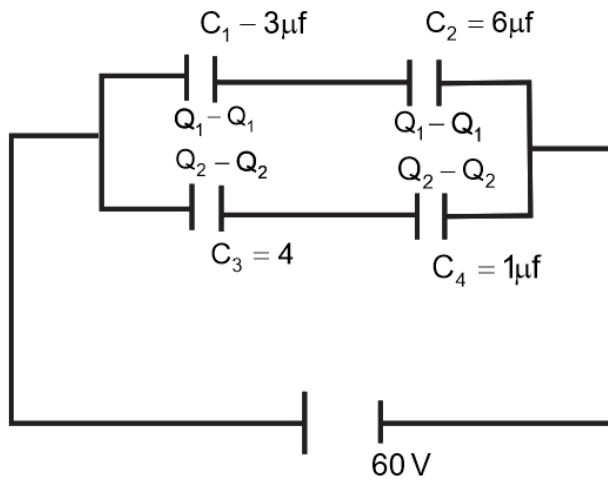 C₁ – 3μf
C₂ = 6μf
Q₁ – Q₁
Q₁ – Q₁
Q₂ – Q₂
Q₂ – Q₂
C₃ = 4
C₄ = 1μf
60 V